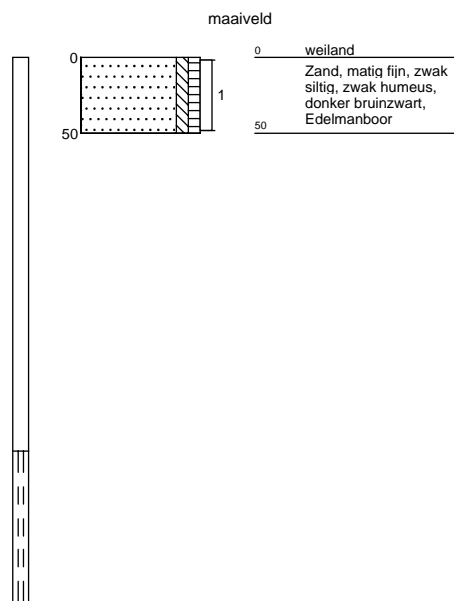 maaiveld
0
50
1
0 weiland
Zand, matig fijn, zwak
siltig, zwak humeus,
donker bruinzwart,
Edelmanboor
50